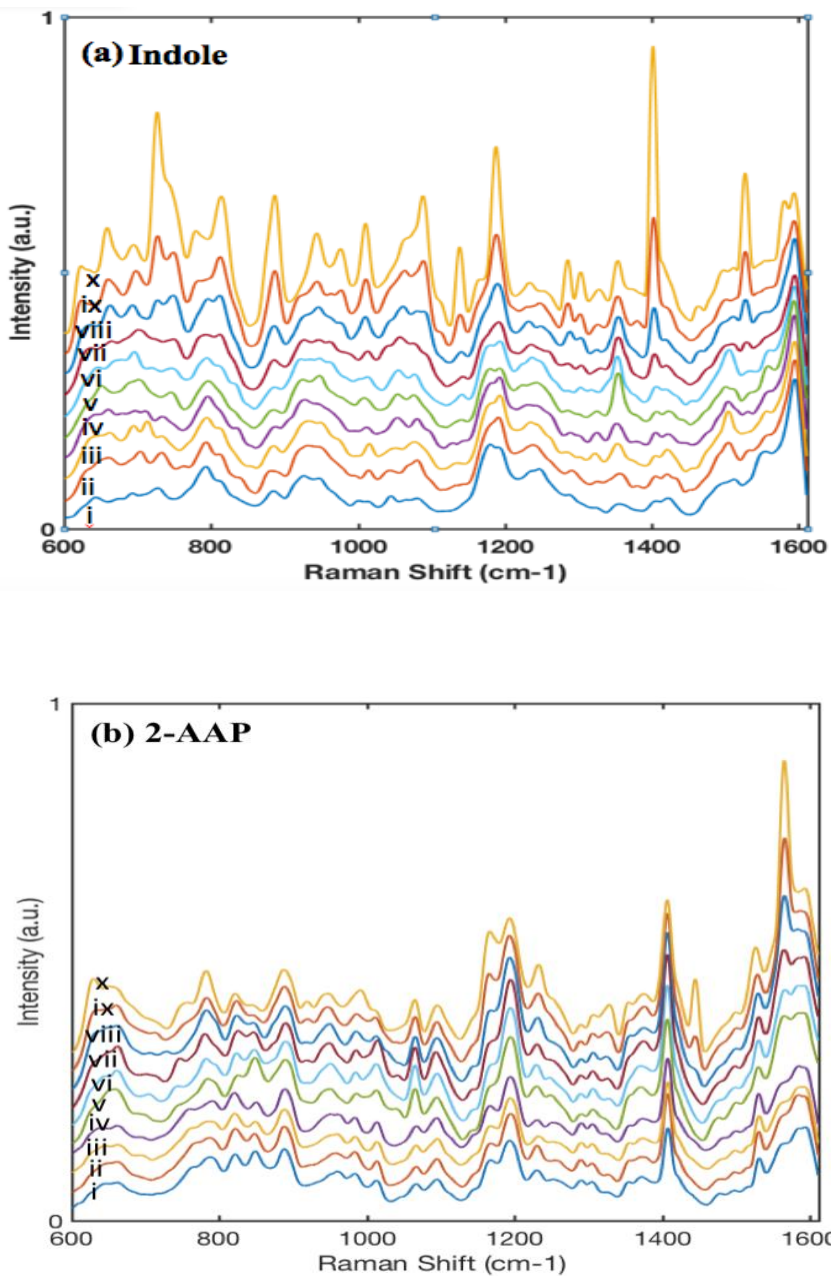 1
(a) Indole
Intensity (a.u.)
x
ix
viii
vii
vi
v
iv
iii
ii
i
0
600 800 1000 1200 1400 1600
Raman Shift (cm-1)
1
(b) 2-AAP
Intensity (a.u.)
x
ix
viii
vii
vi
v
iv
iii
ii
i
0
600 800 1000 1200 1400 1600
Raman Shift (cm-1)